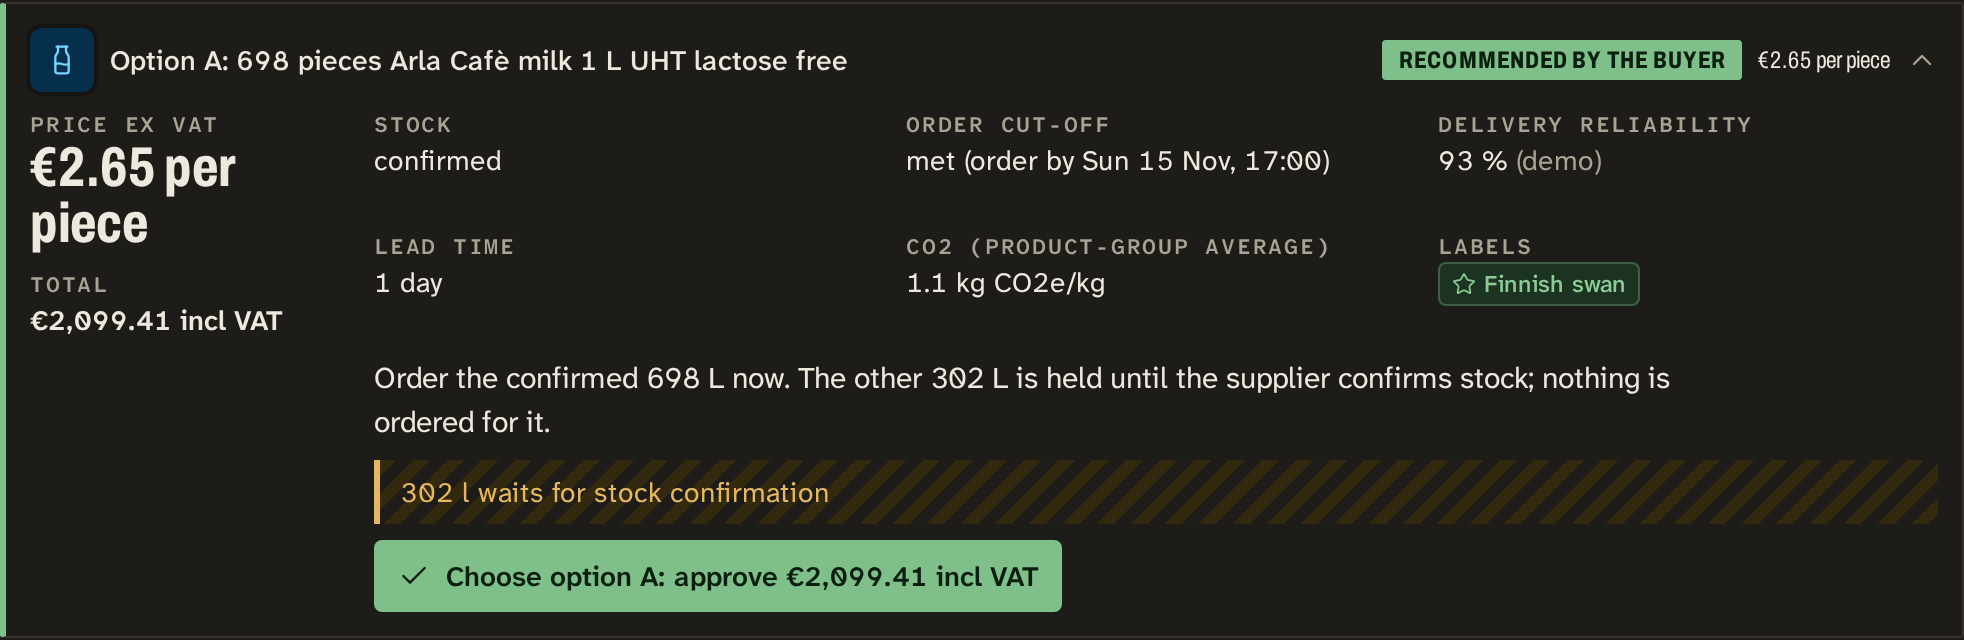 Option A: 698 pieces Arla Cafè milk 1 L UHT lactose free
RECOMMENDED BY THE BUYER
€2.65 per piece
PRICE EX VAT
€2.65 per
piece
TOTAL
€2,099.41 incl VAT
STOCK
confirmed
ORDER CUT-OFF
met (order by Sun 15 Nov, 17:00)
DELIVERY RELIABILITY
93 % (demo)
LEAD TIME
1 day
CO2 (PRODUCT-GROUP AVERAGE)
1.1 kg CO2e/kg
LABELS
Finnish swan
Order the confirmed 698 L now. The other 302 L is held until the supplier confirms stock; nothing is
ordered for it.
302 l waits for stock confirmation
Choose option A: approve €2,099.41 incl VAT